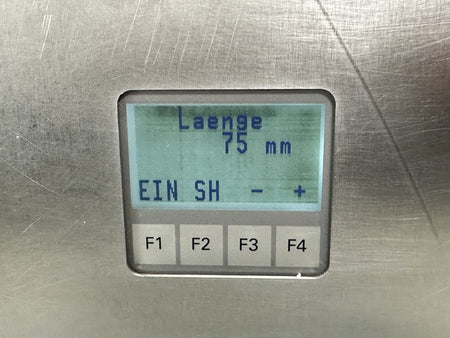 Laenge
75 mm
EIN SH - +
F1 F2 F3 F4